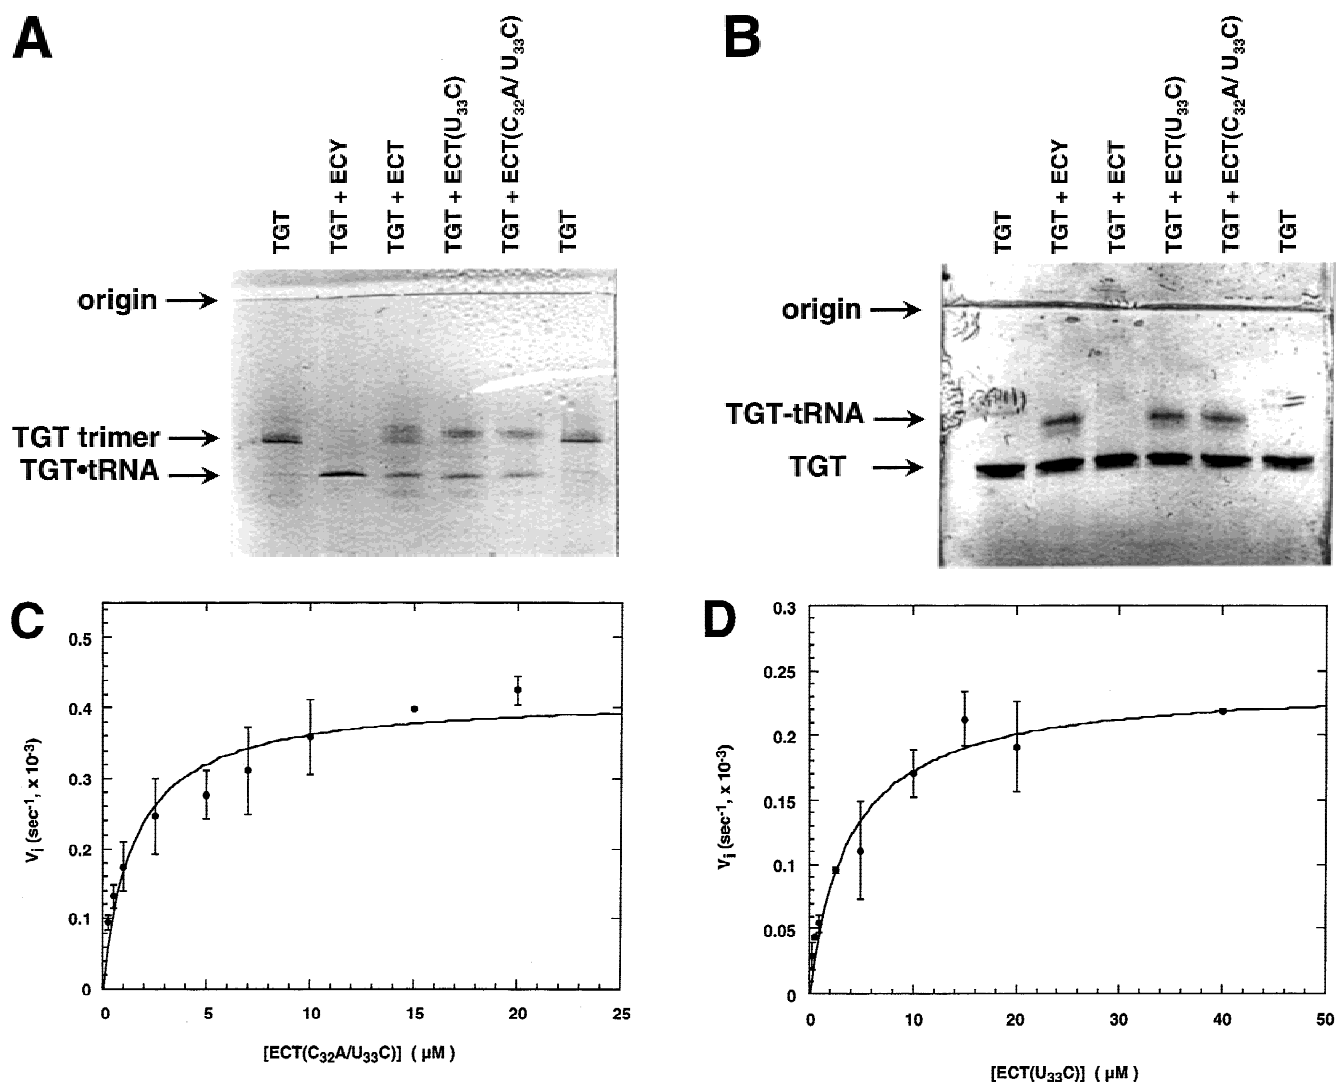 A
TGT
TGT + ECY
TGT + ECT
TGT + ECT(U33C)
TGT + ECT(C32A/ U33C)
TGT
origin
TGT trimer
TGT•tRNA
B
TGT
TGT + ECY
TGT + ECT
TGT + ECT(U33C)
TGT + ECT(C32A/ U33C)
TGT
origin
TGT-tRNA
TGT
C
0.5
0.4
0.3
0.2
0.1
0
Vi (sec-1, x 10-3)
0 5 10 15 20 25
[ECT(C32A/U33C)] ( µM )
D
0.3
0.25
0.2
0.15
0.1
0.05
0
Vi (sec-1, x 10-3)
0 10 20 30 40 50
[ECT(U33C)] ( µM )